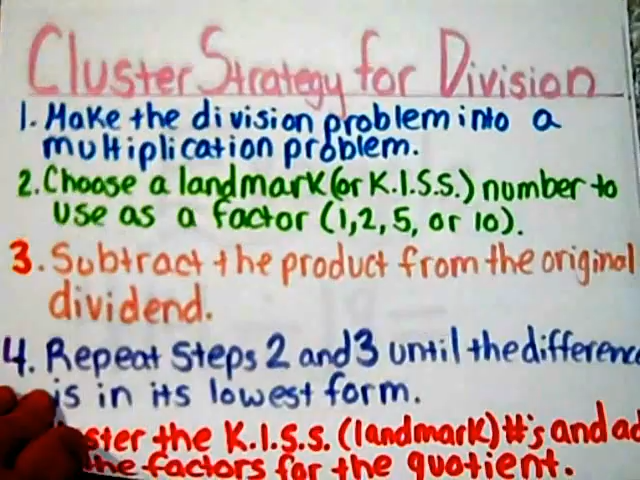 Cluster Strategy for Division
1. Make the division problem into a
multiplication problem.
2. Choose a landmark (or K.I.S.S.) number to
use as a factor (1, 2, 5, or 10).
3. Subtract the product from the original
dividend.
4. Repeat Steps 2 and 3 until the difference
is in its lowest form.
the K.I.S.S. (landmark) #'s and
the factors for the quotient.